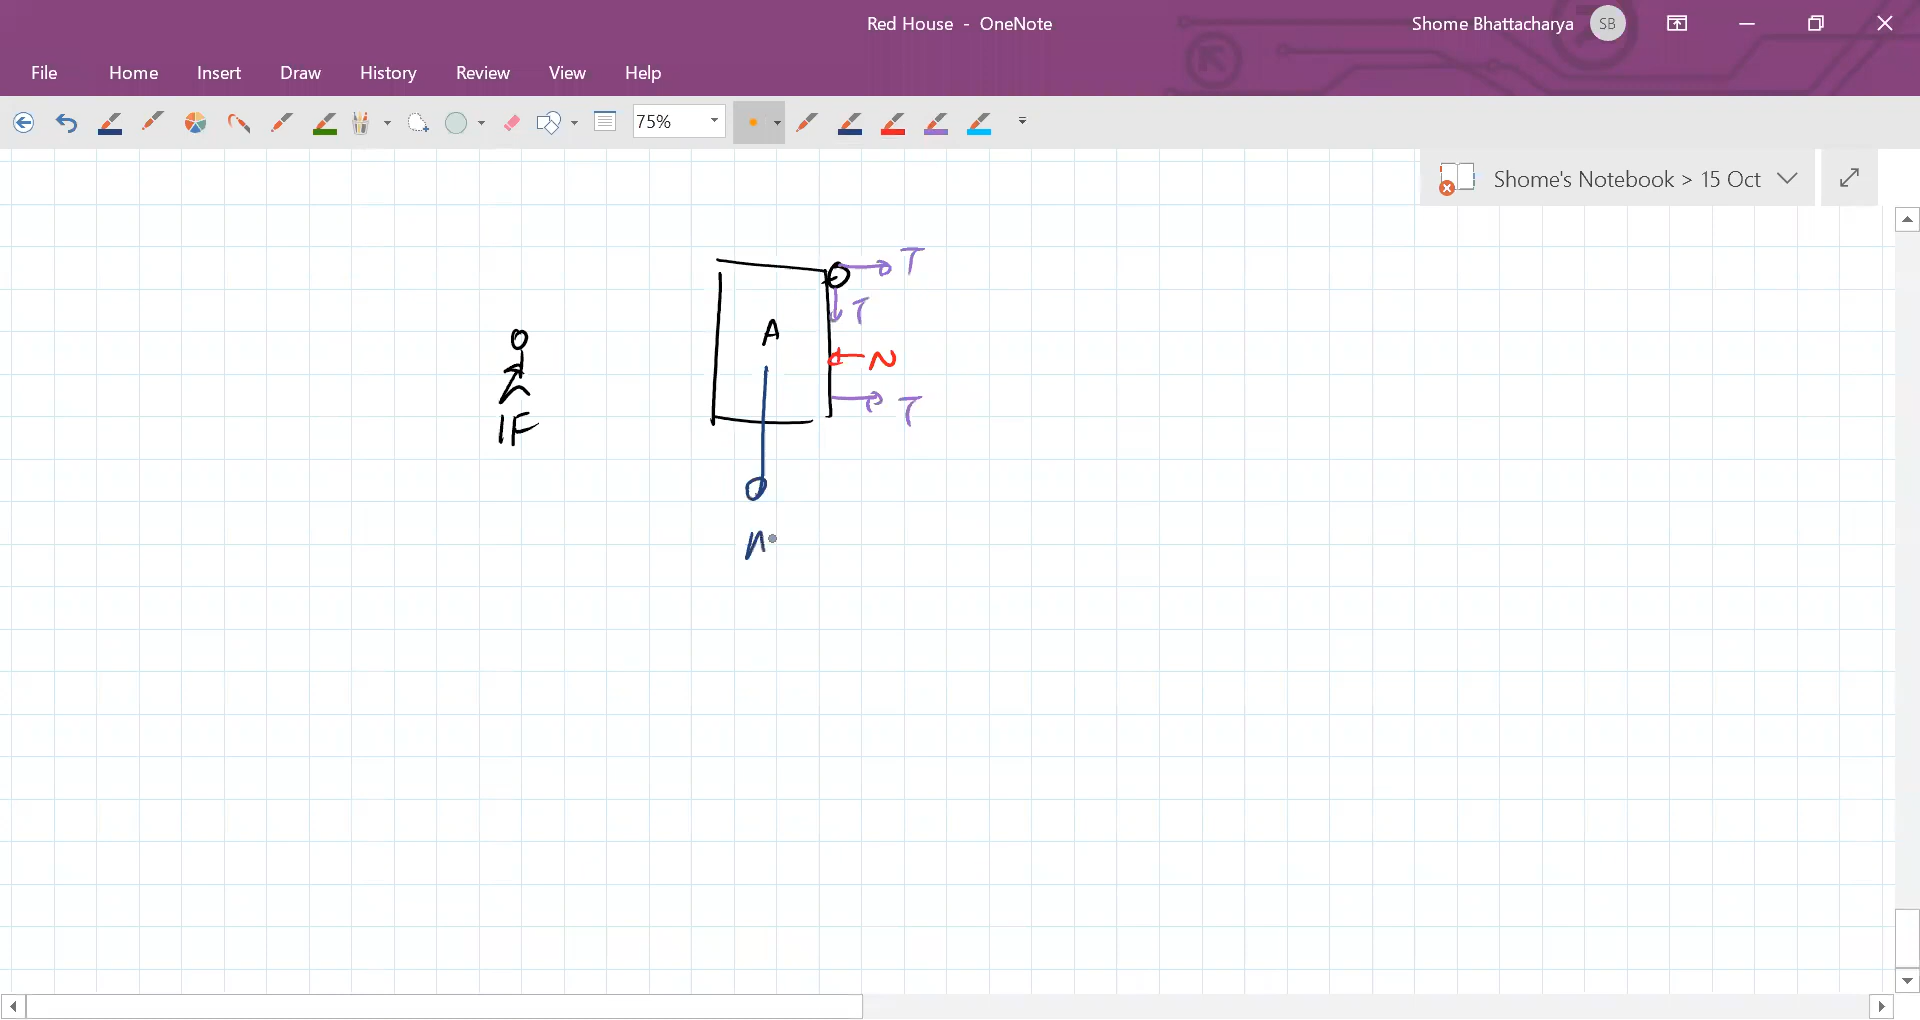 Red House - OneNote
Shome Bhattacharya SB
File Home Insert Draw History Review View Help
75%
Shome's Notebook > 15 Oct
T
T
A
N
T
IF